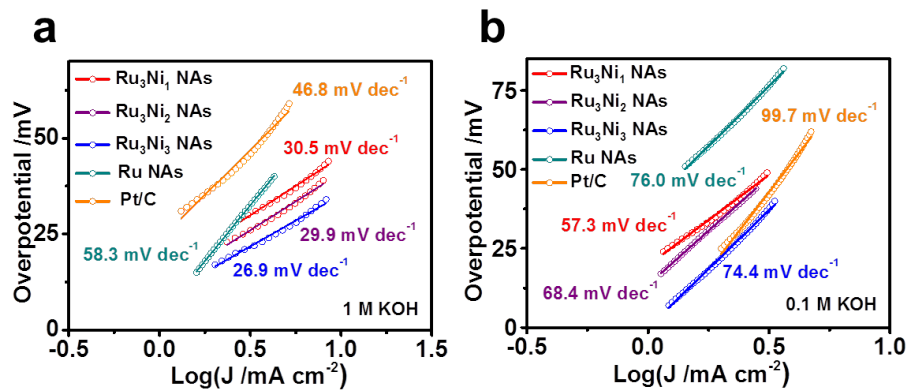 a
Overpotential /mV
50
25
0
Ru₃Ni₁ NAs
Ru₃Ni₂ NAs
Ru₃Ni₃ NAs
Ru NAs
Pt/C
46.8 mV dec⁻¹
30.5 mV dec⁻¹
58.3 mV dec⁻¹
29.9 mV dec⁻¹
26.9 mV dec⁻¹
1 M KOH
-0.5 0.0 0.5 1.0 1.5
Log(J /mA cm⁻²)
b
Overpotential /mV
75
50
25
0
Ru₃Ni₁ NAs
Ru₃Ni₂ NAs
Ru₃Ni₃ NAs
Ru NAs
Pt/C
99.7 mV dec⁻¹
76.0 mV dec⁻¹
57.3 mV dec⁻¹
68.4 mV dec⁻¹
74.4 mV dec⁻¹
0.1 M KOH
-0.5 0.0 0.5 1.0
Log(J /mA cm⁻²)